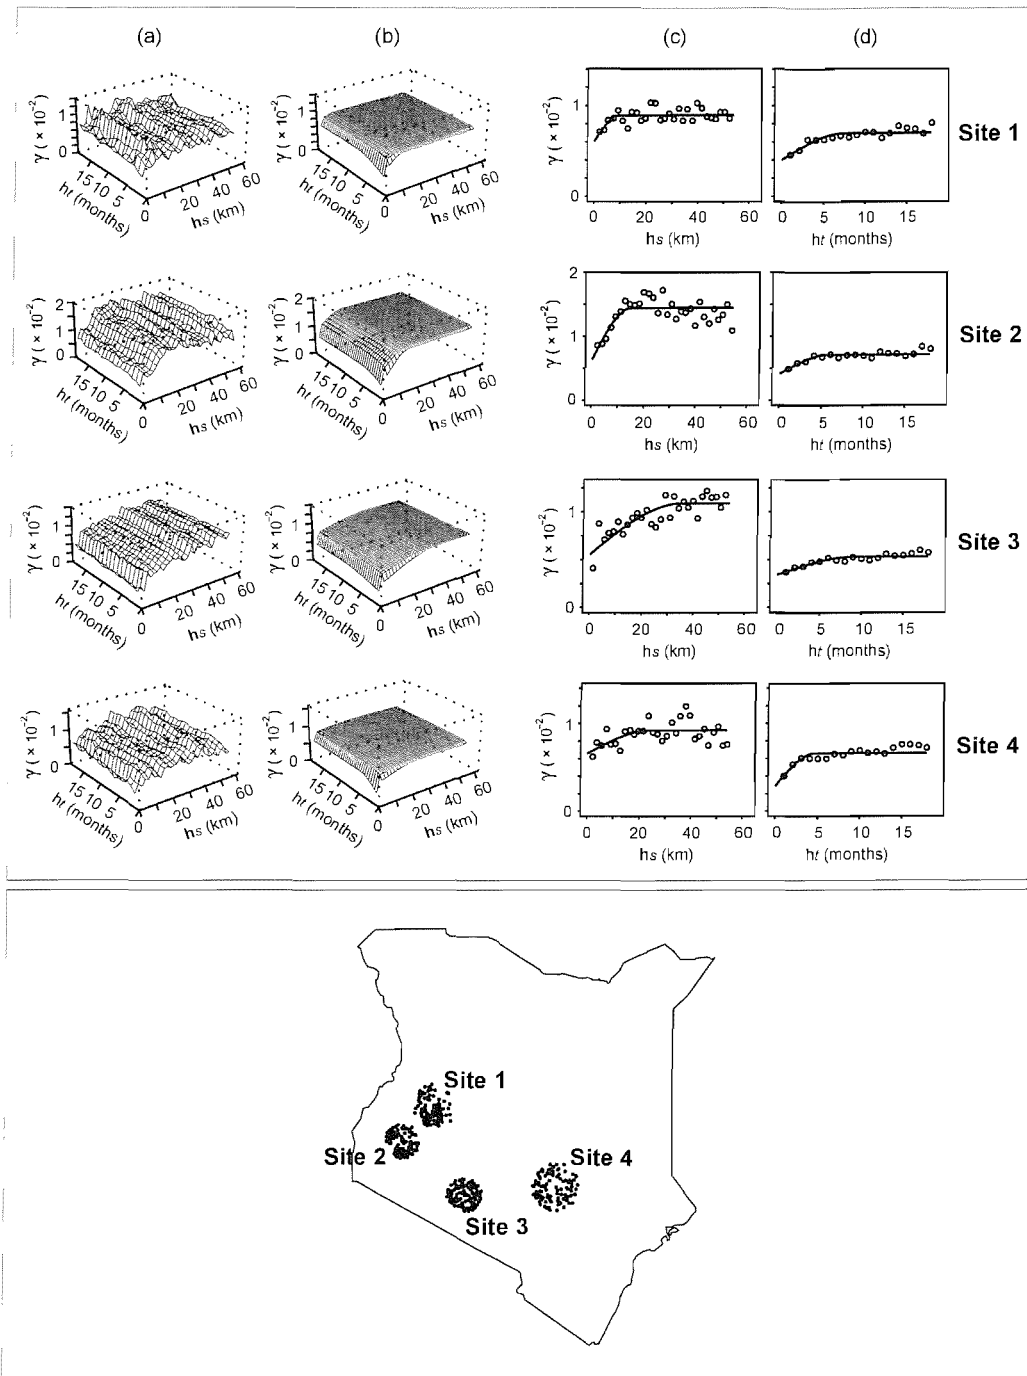 (a) (b) (c) (d)
γ ( × 10⁻²) 1 0 15 10 5 0 20 40 60 ht (months) hs (km)
γ ( × 10⁻²) 1 0 15 10 5 0 20 40 60 ht (months) hs (km)
γ ( × 10⁻²) 1 0 0 20 40 60 hs (km)
0 5 10 15 ht (months)
Site 1
γ ( × 10⁻²) 2 1 0 15 10 5 0 20 40 60 ht (months) hs (km)
γ ( × 10⁻²) 2 1 0 15 10 5 0 20 40 60 ht (months) hs (km)
γ ( × 10⁻²) 2 1 0 0 20 40 60 hs (km)
0 5 10 15 ht (months)
Site 2
γ ( × 10⁻²) 1 0 15 10 5 0 20 40 60 ht (months) hs (km)
γ ( × 10⁻²) 1 0 15 10 5 0 20 40 60 ht (months) hs (km)
γ ( × 10⁻²) 1 0 0 20 40 60 hs (km)
0 5 10 15 ht (months)
Site 3
γ ( × 10⁻²) 1 0 15 10 5 0 20 40 60 ht (months) hs (km)
γ ( × 10⁻²) 1 0 15 10 5 0 20 40 60 ht (months) hs (km)
γ ( × 10⁻²) 1 0 0 20 40 60 hs (km)
0 5 10 15 ht (months)
Site 4
Site 1
Site 2
Site 4
Site 3